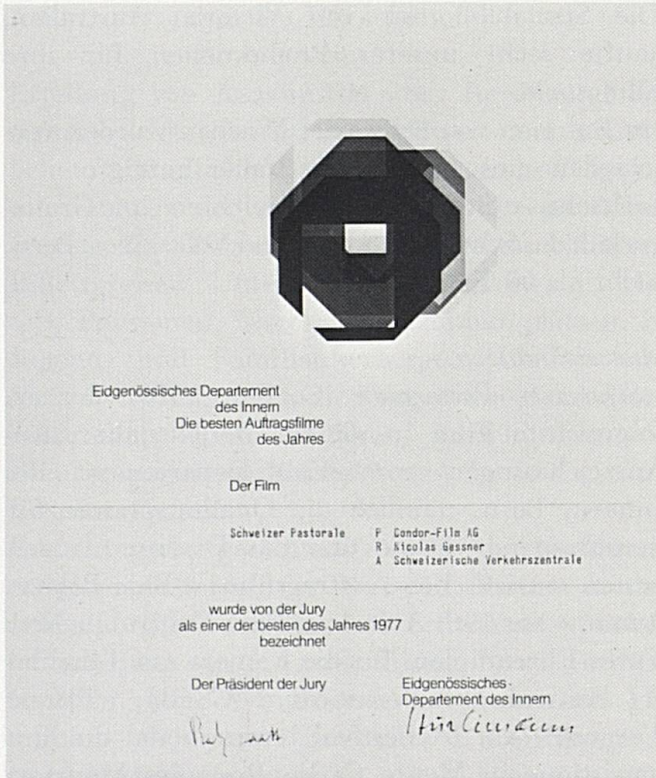 Eidgenössisches Departement
des Innern
Die besten Auftragsfilme
des Jahres
Der Film
Schweizer Pastorale P Condor-Film AG
R Nicolas Gessner
A Schweizerische Verkehrszentrale
wurde von der Jury
als einer der besten des Jahres 1977
bezeichnet
Der Präsident der Jury
Eidgenössisches
Departement des Innern
Hürlimann